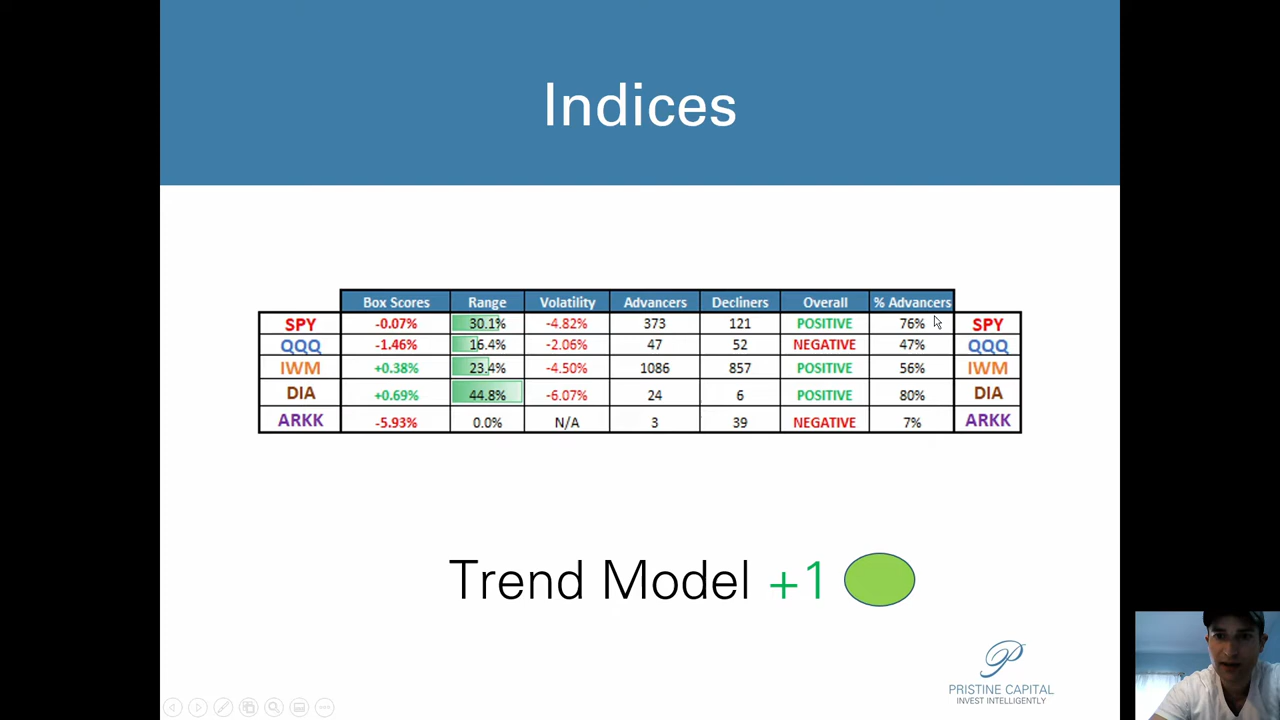 Indices
Box Scores Range Volatility Advancers Decliners Overall % Advancers
SPY -0.07% 30.1% -4.82% 373 121 POSITIVE 76% SPY
QQQ -1.46% 16.4% -2.06% 47 52 NEGATIVE 47% QQQ
IWM +0.38% 23.4% -4.50% 1086 857 POSITIVE 56% IWM
DIA +0.69% 44.8% -6.07% 24 6 POSITIVE 80% DIA
ARKK -5.93% 0.0% N/A 3 39 NEGATIVE 7% ARKK
Trend Model +1
P
PRISTINE CAPITAL
INVEST INTELLIGENTLY